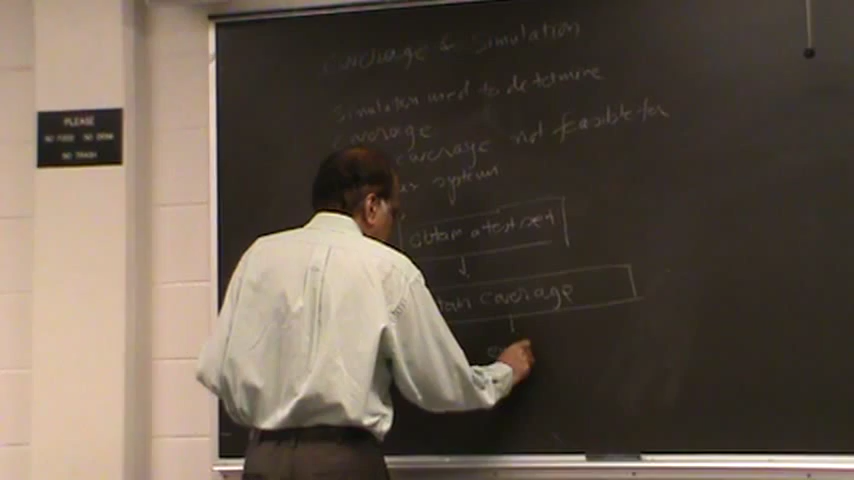 PLEASE
NO FOOD NO DRINK
NO TRASH
Coverage & Simulation
Simulation used to determine
Coverage
coverage not feasible for
system
obtain a test set
coverage